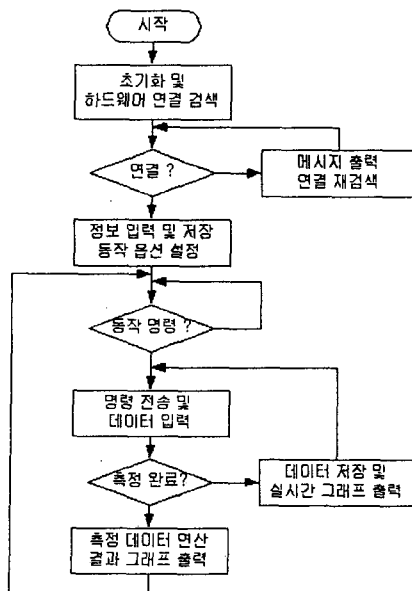 시작
초기화 및
하드웨어 연결 검색
연결 ?
메시지 출력
연결 재검색
정보 입력 및 저장
동작 옵션 설정
동작 명령 ?
명령 전송 및
데이터 입력
측정 완료?
데이터 저장 및
실시간 그래프 출력
측정 데이터 연산
결과 그래프 출력